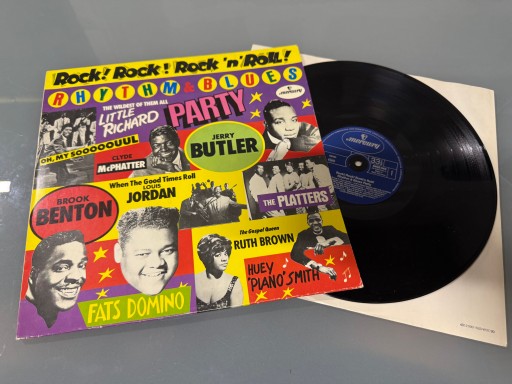 Rock! Rock! Rock 'n' Roll!
RHYTHM & BLUES
PARTY
mercury
THE WILDEST OF THEM ALL
LITTLE
RICHARD
OH, MY SOOOOOUUL
CLYDE
McPHATTER
JERRY
BUTLER
When The Good Times Roll
LOUIS
JORDAN
BROOK
BENTON
THE PLATTERS
The Gospel Queen
RUTH BROWN
HUEY
"PIANO" SMITH
FATS DOMINO
mercury